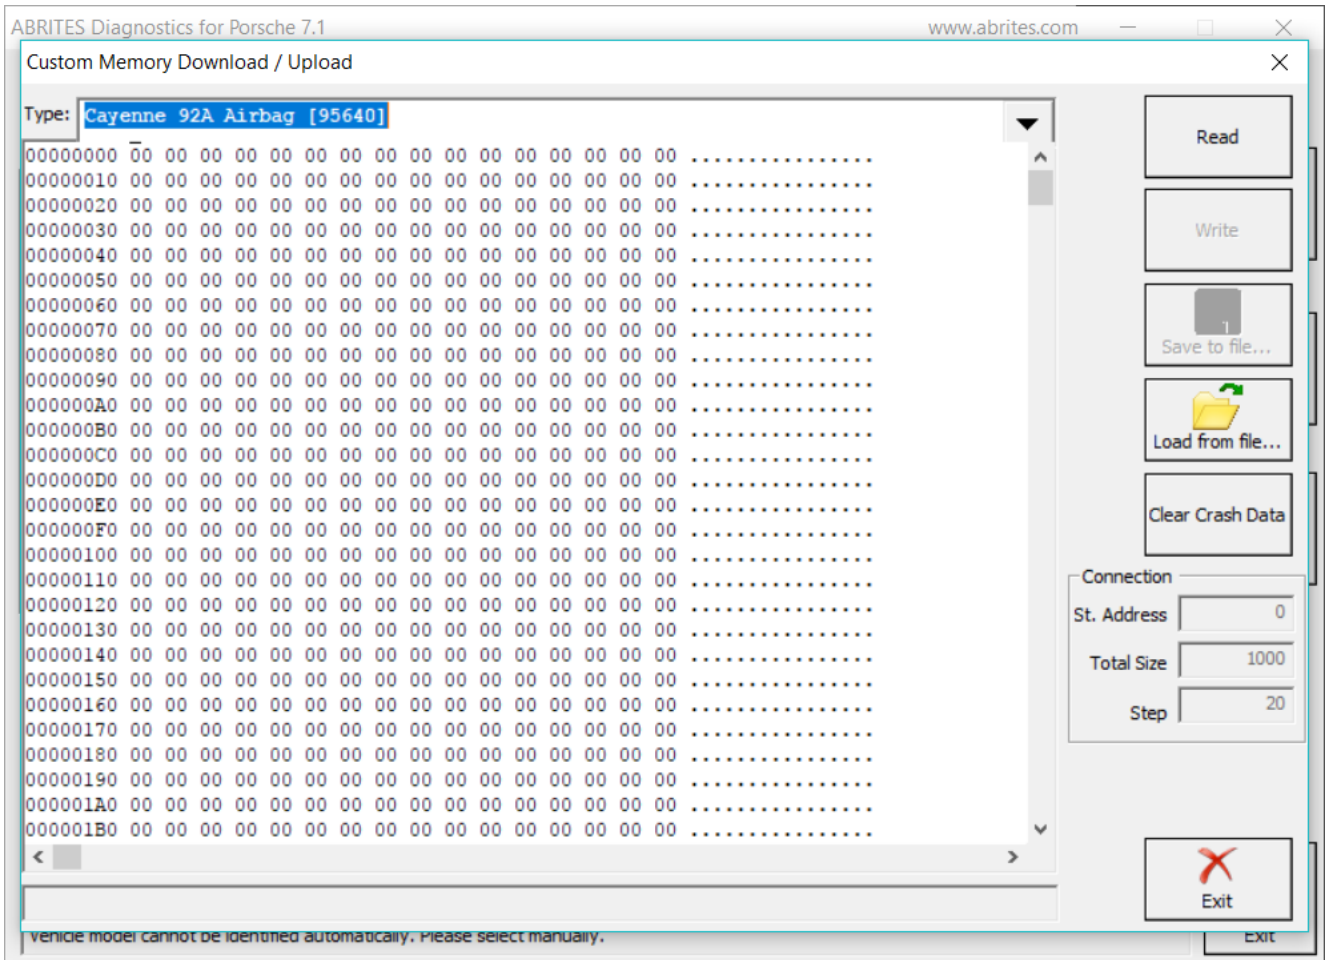 ABRITES Diagnostics for Porsche 7.1 www.abrites.com
Custom Memory Download / Upload
Type: Cayenne 92A Airbag [95640]
00000000 00 00 00 00 00 00 00 00 00 00 00 00 00 00 00 00 ................
00000010 00 00 00 00 00 00 00 00 00 00 00 00 00 00 00 00 ................
00000020 00 00 00 00 00 00 00 00 00 00 00 00 00 00 00 00 ................
00000030 00 00 00 00 00 00 00 00 00 00 00 00 00 00 00 00 ................
00000040 00 00 00 00 00 00 00 00 00 00 00 00 00 00 00 00 ................
00000050 00 00 00 00 00 00 00 00 00 00 00 00 00 00 00 00 ................
00000060 00 00 00 00 00 00 00 00 00 00 00 00 00 00 00 00 ................
00000070 00 00 00 00 00 00 00 00 00 00 00 00 00 00 00 00 ................
00000080 00 00 00 00 00 00 00 00 00 00 00 00 00 00 00 00 ................
00000090 00 00 00 00 00 00 00 00 00 00 00 00 00 00 00 00 ................
000000A0 00 00 00 00 00 00 00 00 00 00 00 00 00 00 00 00 ................
000000B0 00 00 00 00 00 00 00 00 00 00 00 00 00 00 00 00 ................
000000C0 00 00 00 00 00 00 00 00 00 00 00 00 00 00 00 00 ................
000000D0 00 00 00 00 00 00 00 00 00 00 00 00 00 00 00 00 ................
000000E0 00 00 00 00 00 00 00 00 00 00 00 00 00 00 00 00 ................
000000F0 00 00 00 00 00 00 00 00 00 00 00 00 00 00 00 00 ................
00000100 00 00 00 00 00 00 00 00 00 00 00 00 00 00 00 00 ................
00000110 00 00 00 00 00 00 00 00 00 00 00 00 00 00 00 00 ................
00000120 00 00 00 00 00 00 00 00 00 00 00 00 00 00 00 00 ................
00000130 00 00 00 00 00 00 00 00 00 00 00 00 00 00 00 00 ................
00000140 00 00 00 00 00 00 00 00 00 00 00 00 00 00 00 00 ................
00000150 00 00 00 00 00 00 00 00 00 00 00 00 00 00 00 00 ................
00000160 00 00 00 00 00 00 00 00 00 00 00 00 00 00 00 00 ................
00000170 00 00 00 00 00 00 00 00 00 00 00 00 00 00 00 00 ................
00000180 00 00 00 00 00 00 00 00 00 00 00 00 00 00 00 00 ................
00000190 00 00 00 00 00 00 00 00 00 00 00 00 00 00 00 00 ................
000001A0 00 00 00 00 00 00 00 00 00 00 00 00 00 00 00 00 ................
000001B0 00 00 00 00 00 00 00 00 00 00 00 00 00 00 00 00 ................
Read
Write
Save to file...
Load from file...
Clear Crash Data
Connection
St. Address 0
Total Size 1000
Step 20
Exit
Vehicle model cannot be identified automatically. Please select manually.
Exit